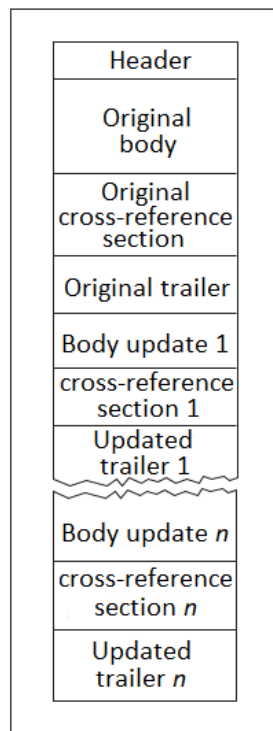 Header
Original
body
Original
cross-reference
section
Original trailer
Body update 1
cross-reference
section 1
Updated
trailer 1
Body update n
cross-reference
section n
Updated
trailer n